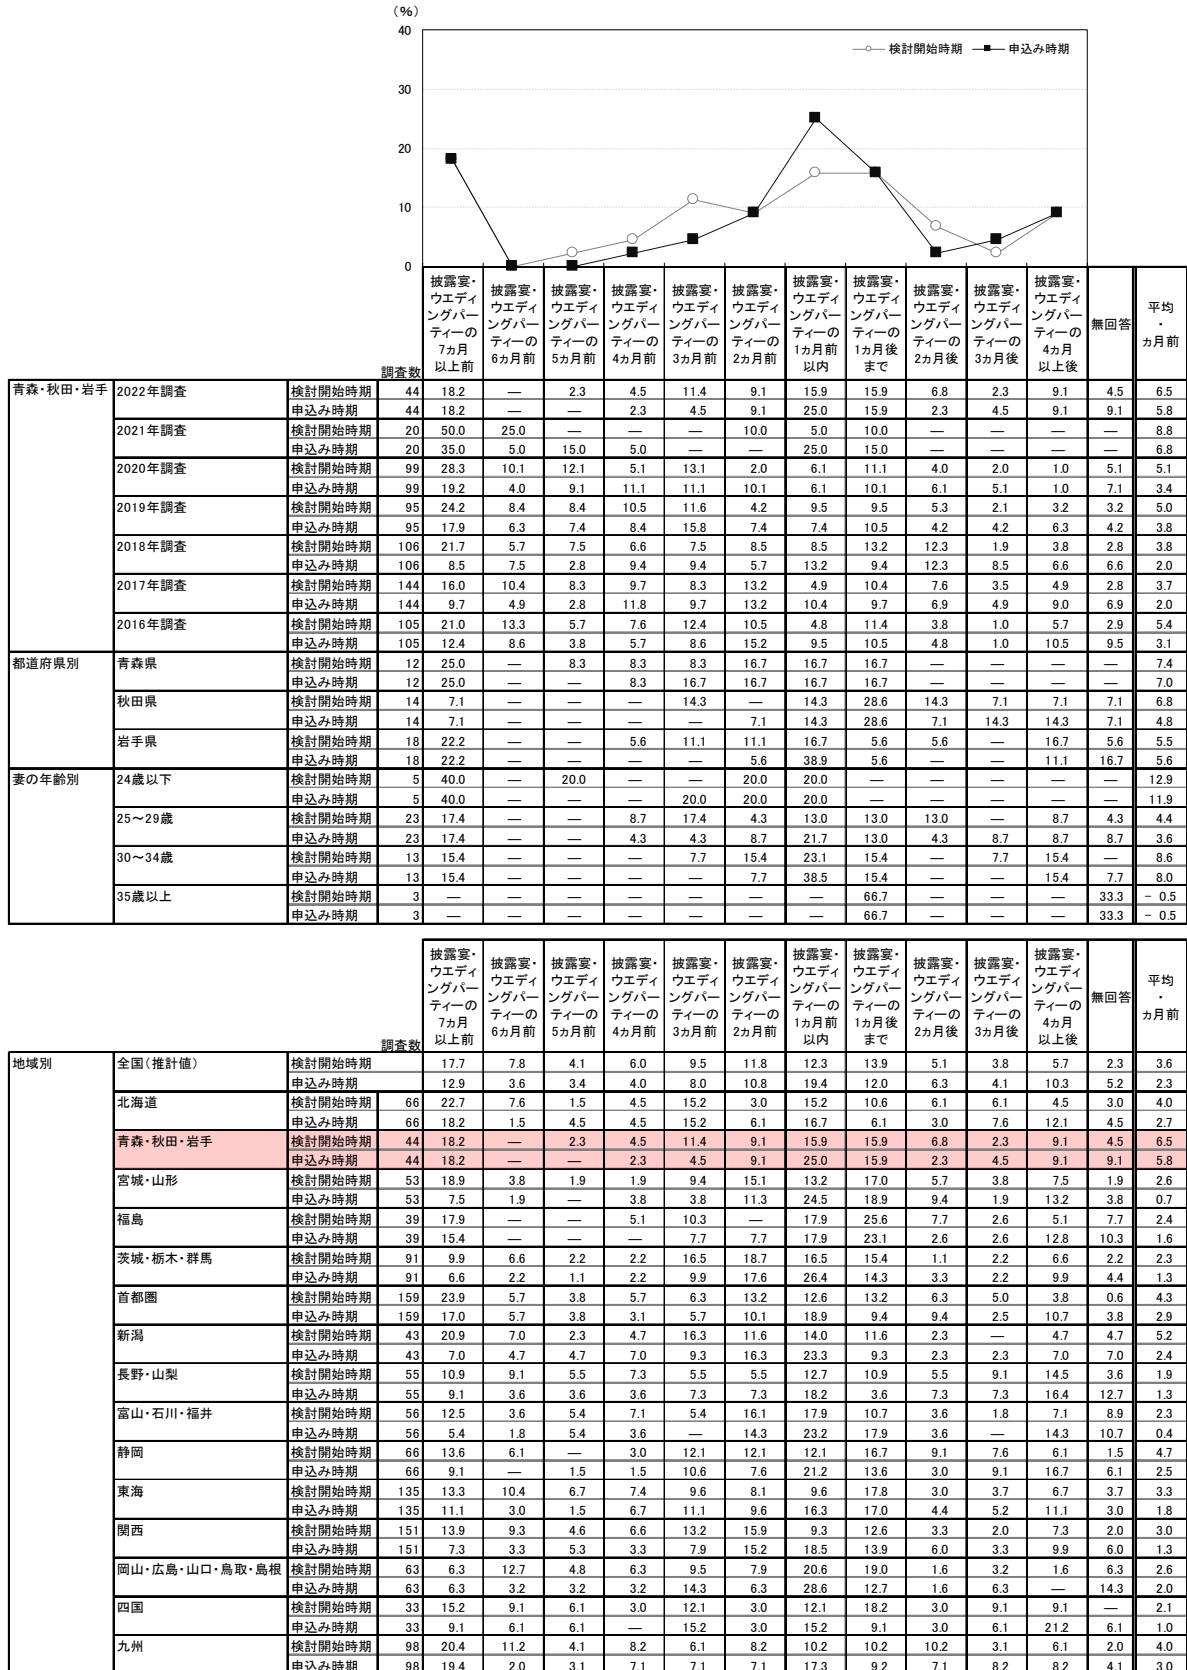 (%)
40
30
20
10
0
検討開始時期 申込み時期
調査数 披露宴・ウエディングパーティーの7ヵ月以上前 披露宴・ウエディングパーティーの6ヵ月前 披露宴・ウエディングパーティーの5ヵ月前 披露宴・ウエディングパーティーの4ヵ月前 披露宴・ウエディングパーティーの3ヵ月前 披露宴・ウエディングパーティーの2ヵ月前 披露宴・ウエディングパーティーの1ヵ月前以内 披露宴・ウエディングパーティーの1ヵ月後まで 披露宴・ウエディングパーティーの2ヵ月後 披露宴・ウエディングパーティーの3ヵ月後 披露宴・ウエディングパーティーの4ヵ月以上後 無回答 平均・ヵ月前
青森・秋田・岩手 2022年調査 検討開始時期 44 18.2 — 2.3 4.5 11.4 9.1 15.9 15.9 6.8 2.3 9.1 4.5 6.5
申込み時期 44 18.2 — — 2.3 4.5 9.1 25.0 15.9 2.3 4.5 9.1 9.1 5.8
2021年調査 検討開始時期 20 50.0 25.0 — — — 10.0 5.0 10.0 — — — — 8.8
申込み時期 20 35.0 5.0 15.0 5.0 — — 25.0 15.0 — — — — 6.8
2020年調査 検討開始時期 99 28.3 10.1 12.1 5.1 13.1 2.0 6.1 11.1 4.0 2.0 1.0 5.1 5.1
申込み時期 99 19.2 4.0 9.1 11.1 11.1 10.1 6.1 10.1 6.1 5.1 1.0 7.1 3.4
2019年調査 検討開始時期 95 24.2 8.4 8.4 10.5 11.6 4.2 9.5 9.5 5.3 2.1 3.2 3.2 5.0
申込み時期 95 17.9 6.3 7.4 8.4 15.8 7.4 7.4 10.5 4.2 4.2 6.3 4.2 3.8
2018年調査 検討開始時期 106 21.7 5.7 7.5 6.6 7.5 8.5 8.5 13.2 12.3 1.9 3.8 2.8 3.8
申込み時期 106 8.5 7.5 2.8 9.4 9.4 5.7 13.2 9.4 12.3 8.5 6.6 6.6 2.0
2017年調査 検討開始時期 144 16.0 10.4 8.3 9.7 8.3 13.2 4.9 10.4 7.6 3.5 4.9 2.8 3.7
申込み時期 144 9.7 4.9 2.8 11.8 9.7 13.2 10.4 9.7 6.9 4.9 9.0 6.9 2.0
2016年調査 検討開始時期 105 21.0 13.3 5.7 7.6 12.4 10.5 4.8 11.4 3.8 1.0 5.7 2.9 5.4
申込み時期 105 12.4 8.6 3.8 5.7 8.6 15.2 9.5 10.5 4.8 1.0 10.5 9.5 3.1
都道府県別 青森県 検討開始時期 12 25.0 — 8.3 8.3 8.3 16.7 16.7 16.7 — — — — 7.4
申込み時期 12 25.0 — — 8.3 16.7 16.7 16.7 16.7 — — — — 7.0
秋田県 検討開始時期 14 7.1 — — — 14.3 — 14.3 28.6 14.3 7.1 7.1 7.1 6.8
申込み時期 14 7.1 — — — — 7.1 14.3 28.6 7.1 14.3 14.3 7.1 4.8
岩手県 検討開始時期 18 22.2 — — 5.6 11.1 11.1 16.7 5.6 5.6 — 16.7 5.6 5.5
申込み時期 18 22.2 — — — — 5.6 38.9 5.6 — — 11.1 16.7 5.6
妻の年齢別 24歳以下 検討開始時期 5 40.0 — 20.0 — — 20.0 20.0 — — — — — 12.9
申込み時期 5 40.0 — — — 20.0 20.0 20.0 — — — — — 11.9
25~29歳 検討開始時期 23 17.4 — — 8.7 17.4 4.3 13.0 13.0 13.0 — 8.7 4.3 4.4
申込み時期 23 17.4 — — 4.3 4.3 8.7 21.7 13.0 4.3 8.7 8.7 8.7 3.6
30~34歳 検討開始時期 13 15.4 — — — 7.7 15.4 23.1 15.4 — 7.7 15.4 — 8.6
申込み時期 13 15.4 — — — — 7.7 38.5 15.4 — — 15.4 7.7 8.0
35歳以上 検討開始時期 3 — — — — — — — 66.7 — — — 33.3 - 0.5
申込み時期 3 — — — — — — — 66.7 — — — 33.3 - 0.5
調査数 披露宴・ウエディングパーティーの7ヵ月以上前 披露宴・ウエディングパーティーの6ヵ月前 披露宴・ウエディングパーティーの5ヵ月前 披露宴・ウエディングパーティーの4ヵ月前 披露宴・ウエディングパーティーの3ヵ月前 披露宴・ウエディングパーティーの2ヵ月前 披露宴・ウエディングパーティーの1ヵ月前以内 披露宴・ウエディングパーティーの1ヵ月後まで 披露宴・ウエディングパーティーの2ヵ月後 披露宴・ウエディングパーティーの3ヵ月後 披露宴・ウエディングパーティーの4ヵ月以上後 無回答 平均・ヵ月前
地域別 全国(推計値) 検討開始時期 17.7 7.8 4.1 6.0 9.5 11.8 12.3 13.9 5.1 3.8 5.7 2.3 3.6
申込み時期 12.9 3.6 3.4 4.0 8.0 10.8 19.4 12.0 6.3 4.1 10.3 5.2 2.3
北海道 検討開始時期 66 22.7 7.6 1.5 4.5 15.2 3.0 15.2 10.6 6.1 6.1 4.5 3.0 4.0
申込み時期 66 18.2 1.5 4.5 4.5 15.2 6.1 16.7 6.1 3.0 7.6 12.1 4.5 2.7
青森・秋田・岩手 検討開始時期 44 18.2 — 2.3 4.5 11.4 9.1 15.9 15.9 6.8 2.3 9.1 4.5 6.5
申込み時期 44 18.2 — — 2.3 4.5 9.1 25.0 15.9 2.3 4.5 9.1 9.1 5.8
宮城・山形 検討開始時期 53 18.9 3.8 1.9 1.9 9.4 15.1 13.2 17.0 5.7 3.8 7.5 1.9 2.6
申込み時期 53 7.5 1.9 — 3.8 3.8 11.3 24.5 18.9 9.4 1.9 13.2 3.8 0.7
福島 検討開始時期 39 17.9 — — 5.1 10.3 — 17.9 25.6 7.7 2.6 5.1 7.7 2.4
申込み時期 39 15.4 — — — 7.7 7.7 17.9 23.1 2.6 2.6 12.8 10.3 1.6
茨城・栃木・群馬 検討開始時期 91 9.9 6.6 2.2 2.2 16.5 18.7 16.5 15.4 1.1 2.2 6.6 2.2 2.3
申込み時期 91 6.6 2.2 1.1 2.2 9.9 17.6 26.4 14.3 3.3 2.2 9.9 4.4 1.3
首都圏 検討開始時期 159 23.9 5.7 3.8 5.7 6.3 13.2 12.6 13.2 6.3 5.0 3.8 0.6 4.3
申込み時期 159 17.0 5.7 3.8 3.1 5.7 10.1 18.9 9.4 9.4 2.5 10.7 3.8 2.9
新潟 検討開始時期 43 20.9 7.0 2.3 4.7 16.3 11.6 14.0 11.6 2.3 — 4.7 4.7 5.2
申込み時期 43 7.0 4.7 4.7 7.0 9.3 16.3 23.3 9.3 2.3 2.3 7.0 7.0 2.4
長野・山梨 検討開始時期 55 10.9 9.1 5.5 7.3 5.5 5.5 12.7 10.9 5.5 9.1 14.5 3.6 1.9
申込み時期 55 9.1 3.6 3.6 3.6 7.3 7.3 18.2 3.6 7.3 7.3 16.4 12.7 1.3
富山・石川・福井 検討開始時期 56 12.5 3.6 5.4 7.1 5.4 16.1 17.9 10.7 3.6 1.8 7.1 8.9 2.3
申込み時期 56 5.4 1.8 5.4 3.6 — 14.3 23.2 17.9 3.6 — 14.3 10.7 0.4
静岡 検討開始時期 66 13.6 6.1 — 3.0 12.1 12.1 12.1 16.7 9.1 7.6 6.1 1.5 4.7
申込み時期 66 9.1 — 1.5 1.5 10.6 7.6 21.2 13.6 3.0 9.1 16.7 6.1 2.5
東海 検討開始時期 135 13.3 10.4 6.7 7.4 9.6 8.1 9.6 17.8 3.0 3.7 6.7 3.7 3.3
申込み時期 135 11.1 3.0 1.5 6.7 11.1 9.6 16.3 17.0 4.4 5.2 11.1 3.0 1.8
関西 検討開始時期 151 13.9 9.3 4.6 6.6 13.2 15.9 9.3 12.6 3.3 2.0 7.3 2.0 3.0
申込み時期 151 7.3 3.3 5.3 3.3 7.9 15.2 18.5 13.9 6.0 3.3 9.9 6.0 1.3
岡山・広島・山口・鳥取・島根 検討開始時期 63 6.3 12.7 4.8 6.3 9.5 7.9 20.6 19.0 1.6 3.2 1.6 6.3 2.6
申込み時期 63 6.3 3.2 3.2 3.2 14.3 6.3 28.6 12.7 1.6 6.3 — 14.3 2.0
四国 検討開始時期 33 15.2 9.1 6.1 3.0 12.1 3.0 12.1 18.2 3.0 9.1 9.1 — 2.1
申込み時期 33 9.1 6.1 6.1 — 15.2 3.0 15.2 9.1 3.0 6.1 21.2 6.1 1.0
九州 検討開始時期 98 20.4 11.2 4.1 8.2 6.1 8.2 10.2 10.2 10.2 3.1 6.1 2.0 4.0
申込み時期 98 19.4 2.0 3.1 7.1 7.1 7.1 17.3 9.2 7.1 8.2 8.2 4.1 3.0